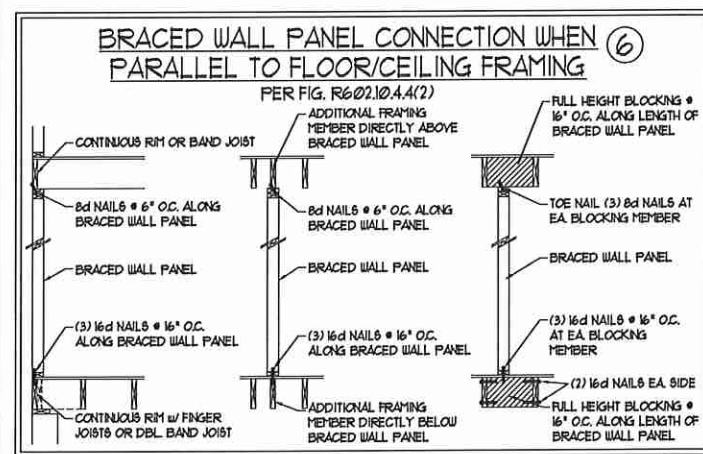 BRACED WALL PANEL CONNECTION WHEN
PARALLEL TO FLOOR/CEILING FRAMING
6
PER FIG. R602.10.4.4(2)
CONTINUOUS RIM OR BAND JOIST
8d NAILS @ 6" O.C. ALONG
BRACED WALL PANEL
BRACED WALL PANEL
(3) 16d NAILS @ 16" O.C.
ALONG BRACED WALL PANEL
CONTINUOUS RIM w/ FINGER
JOISTS OR DBL. BAND JOIST
ADDITIONAL FRAMING
MEMBER DIRECTLY ABOVE
BRACED WALL PANEL
8d NAILS @ 6" O.C. ALONG
BRACED WALL PANEL
BRACED WALL PANEL
(3) 16d NAILS @ 16" O.C.
ALONG BRACED WALL PANEL
ADDITIONAL FRAMING
MEMBER DIRECTLY BELOW
BRACED WALL PANEL
FULL HEIGHT BLOCKING @
16" O.C. ALONG LENGTH OF
BRACED WALL PANEL
TOE NAIL (3) 8d NAILS AT
EA. BLOCKING MEMBER
BRACED WALL PANEL
(3) 16d NAILS @ 16" O.C.
AT EA. BLOCKING
MEMBER
(2) 16d NAILS EA. SIDE
FULL HEIGHT BLOCKING @
16" O.C. ALONG LENGTH OF
BRACED WALL PANEL